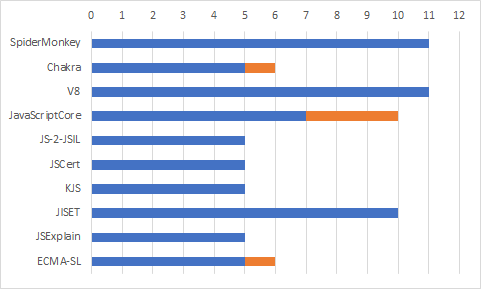 0 1 2 3 4 5 6 7 8 9 10 11 12
SpiderMonkey
Chakra
V8
JavaScriptCore
JS-2-JSIL
JSCert
KJS
JISET
JSExplain
ECMA-SL